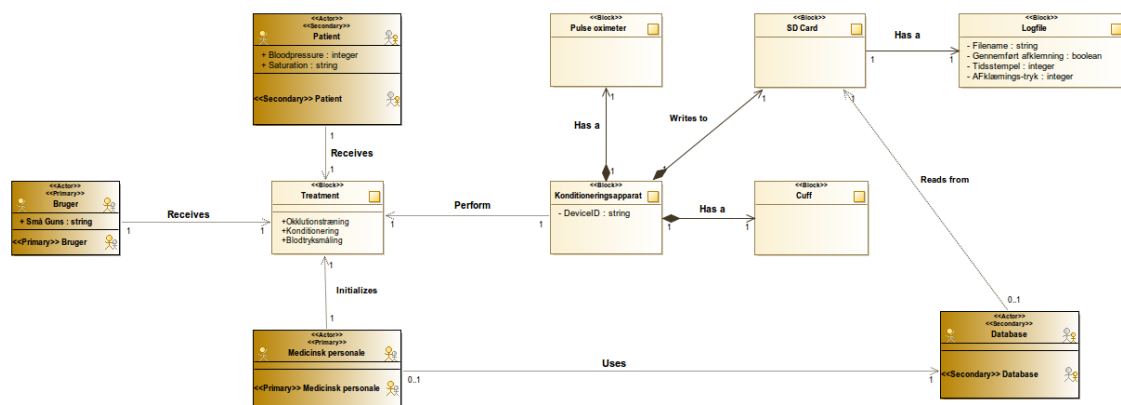 <<Actor>>
<<Secondary>>
Patient
+ Bloodpressure : integer
+ Saturation : string
<<Secondary>> Patient
<<Block>>
Pulse oximeter
<<Block>>
SD Card
Has a
1
1
<<Block>>
Logfile
- Filename : string
- Gennemført afklemning : boolean
- Tidsstempel : integer
- AFklæmings-tryk : integer
1
Receives
1
1
Has a
1
1
Writes to
1
1
Reads from
0..1
<<Actor>>
<<Primary>>
Bruger
+ Små Guns : string
<<Primary>> Bruger
1
Receives
1
<<Block>>
Treatment
+Okklutionstræning
+Konditionering
+Blodtryksmåling
1
Perform
1
<<Block>>
Konditioneringsapparat
- DeviceID : string
1
Has a
1
<<Block>>
Cuff
1
Initializes
1
<<Actor>>
<<Primary>>
Medicinsk personale
<<Primary>> Medicinsk personale
0..1
Uses
1
<<Actor>>
<<Secondary>>
Database
<<Secondary>> Database